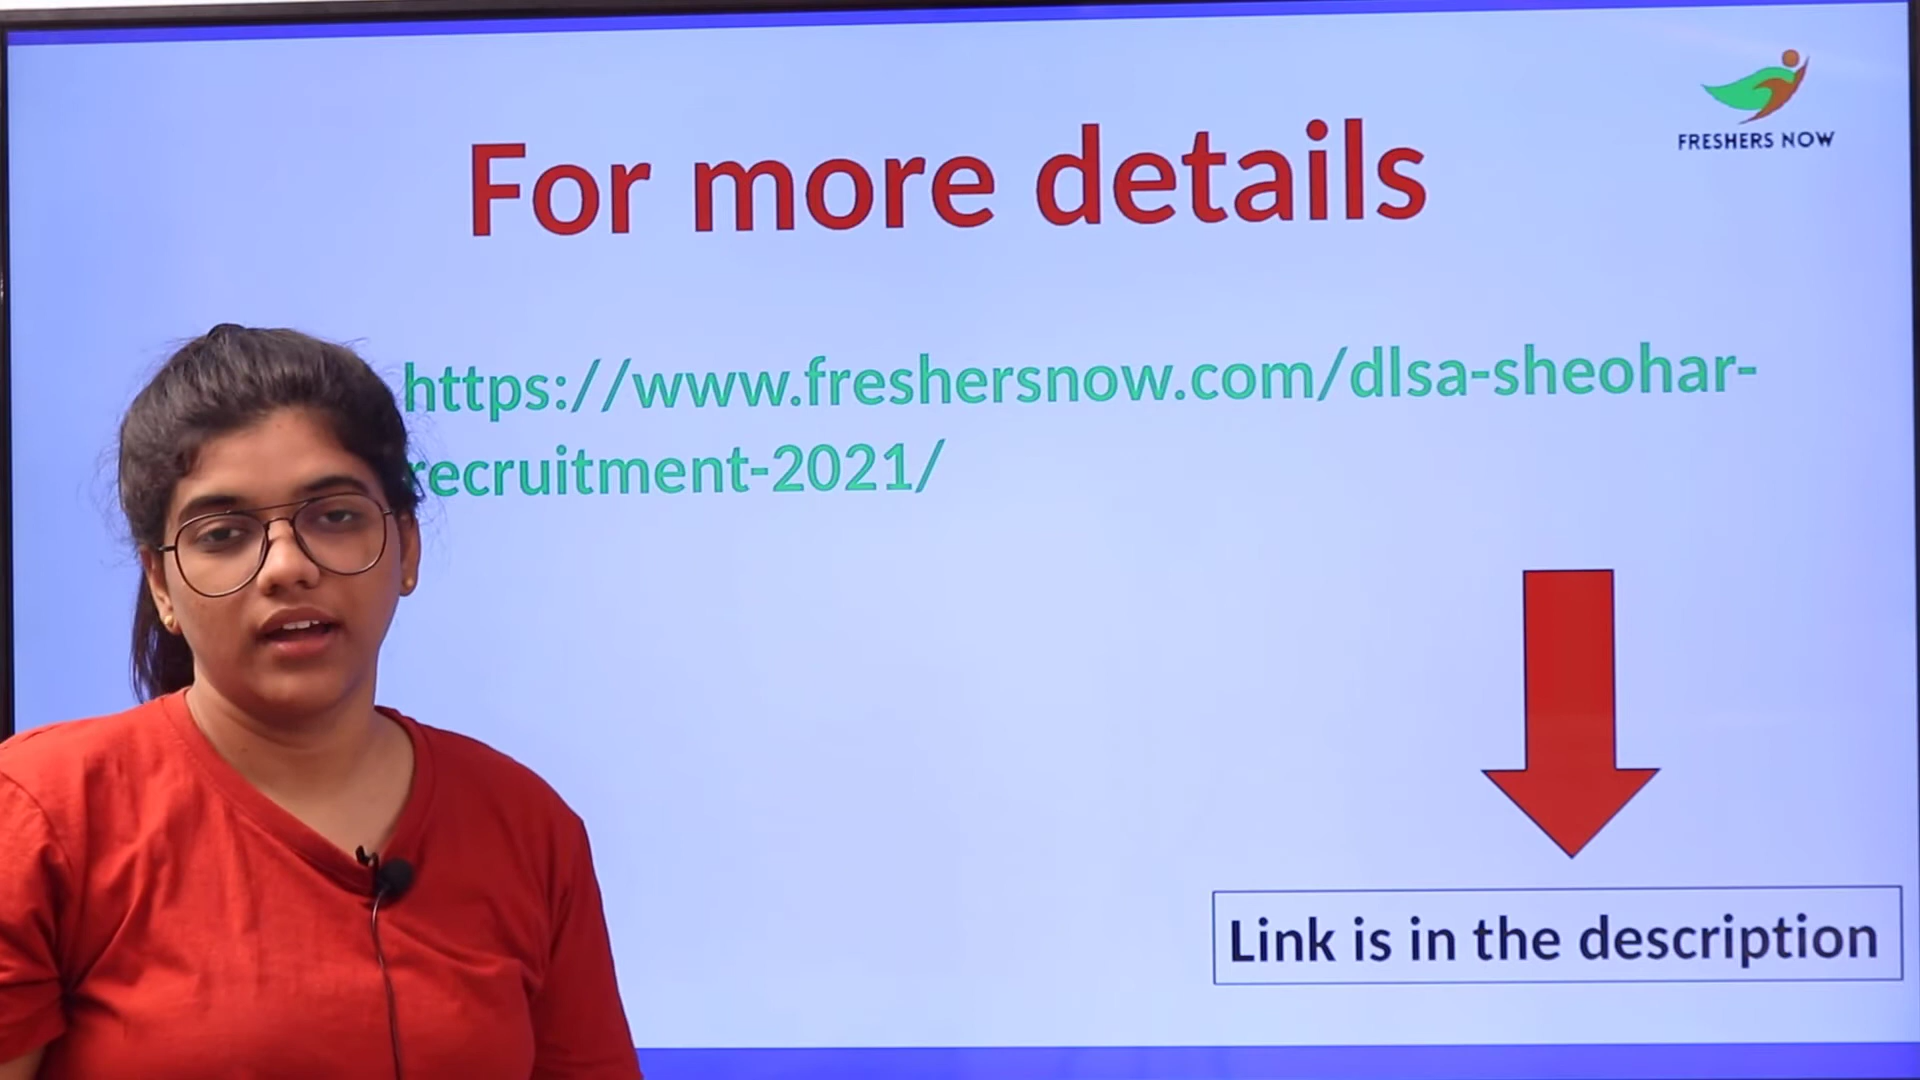 FRESHERS NOW
For more details
https://www.freshersnow.com/dlsa-sheohar-
recruitment-2021/
Link is in the description